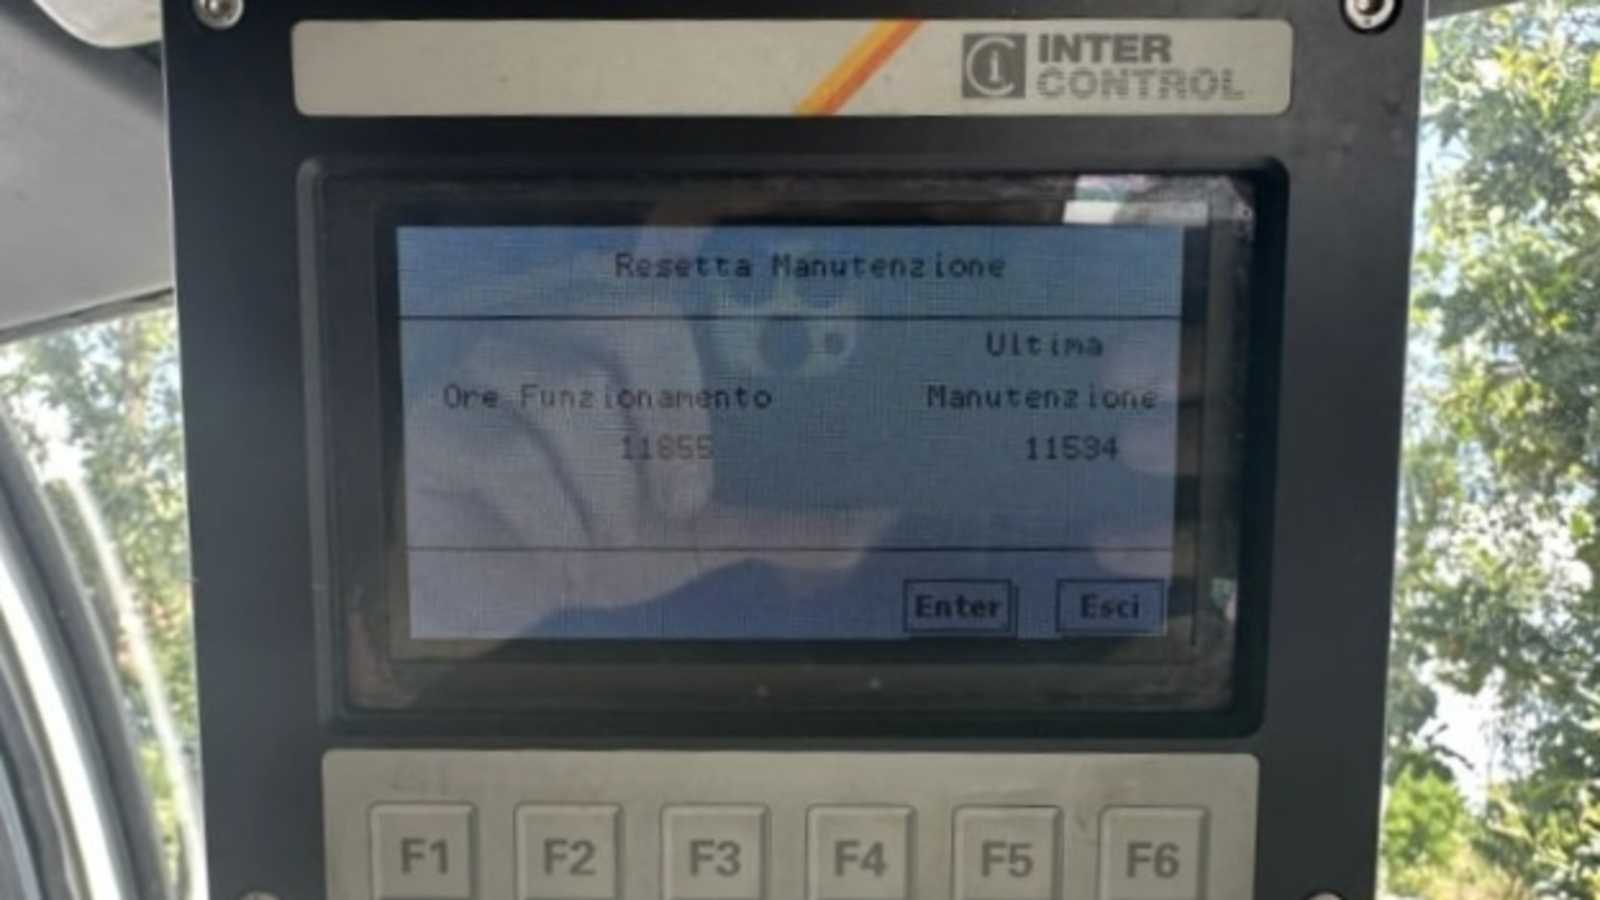 INTER
CONTROL
Resetta Manutenzione
Ultima
Ore Funzionamento Manutenzione
11855 11534
Enter Esci
F1 F2 F3 F4 F5 F6